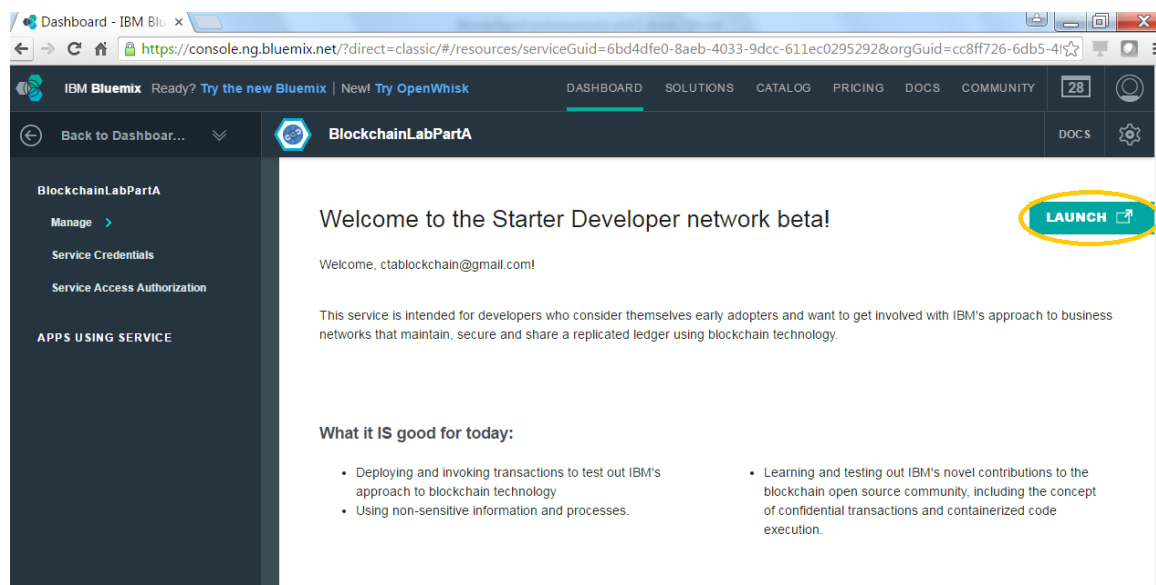 Dashboard - IBM Blu
https://console.ng.bluemix.net/?direct=classic/#/resources/serviceGuid=6bd4dfe0-8aeb-4033-9dcc-611ec0295292&orgGuid=cc8ff726-6db5-4
IBM Bluemix Ready? Try the new Bluemix | New! Try OpenWhisk DASHBOARD SOLUTIONS CATALOG PRICING DOCS COMMUNITY 28
Back to Dashboar... BlockchainLabPartA DOCS
BlockchainLabPartA
Manage
Service Credentials
Service Access Authorization
APPS USING SERVICE
Welcome to the Starter Developer network beta! LAUNCH
Welcome, ctablockchain@gmail.com!
This service is intended for developers who consider themselves early adopters and want to get involved with IBM's approach to business
networks that maintain, secure and share a replicated ledger using blockchain technology.
What it IS good for today:
• Deploying and invoking transactions to test out IBM's
approach to blockchain technology
• Using non-sensitive information and processes.
• Learning and testing out IBM's novel contributions to the
blockchain open source community, including the concept
of confidential transactions and containerized code
execution.